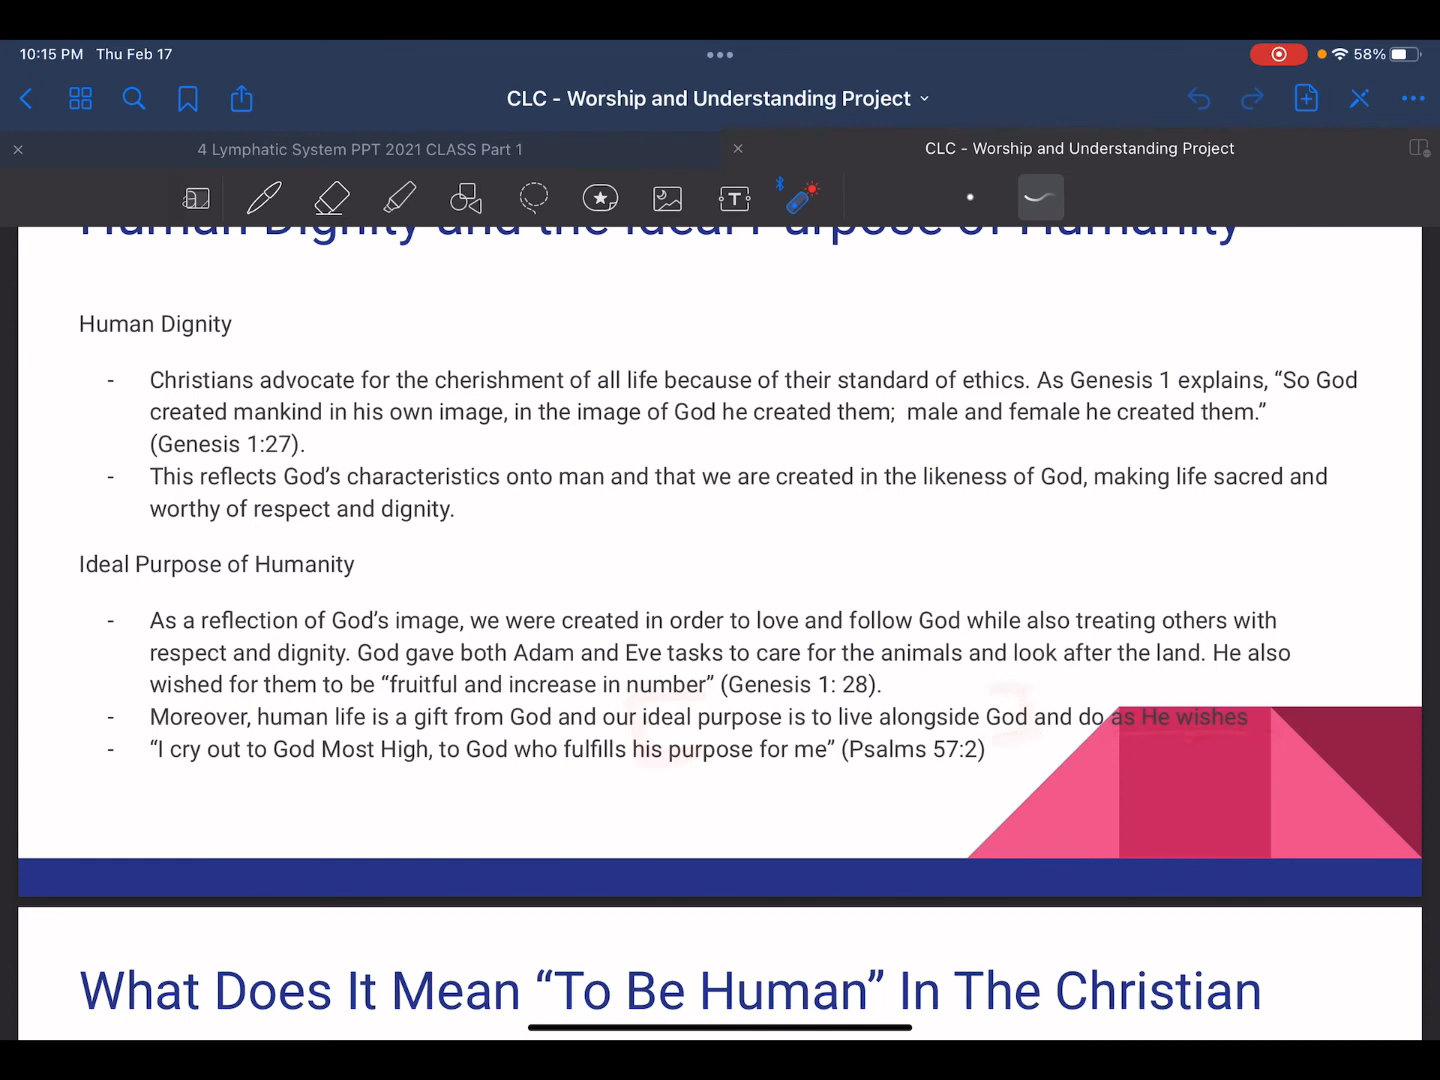 10:15 PM Thu Feb 17
58%
CLC - Worship and Understanding Project
4 Lymphatic System PPT 2021 CLASS Part 1
CLC - Worship and Understanding Project
T
Human Dignity and the Ideal Purpose of Humanity
Human Dignity
- Christians advocate for the cherishment of all life because of their standard of ethics. As Genesis 1 explains, “So God
created mankind in his own image, in the image of God he created them; male and female he created them.”
(Genesis 1:27).
- This reflects God’s characteristics onto man and that we are created in the likeness of God, making life sacred and
worthy of respect and dignity.
Ideal Purpose of Humanity
- As a reflection of God’s image, we were created in order to love and follow God while also treating others with
respect and dignity. God gave both Adam and Eve tasks to care for the animals and look after the land. He also
wished for them to be “fruitful and increase in number” (Genesis 1: 28).
- Moreover, human life is a gift from God and our ideal purpose is to live alongside God and do as He wishes
- “I cry out to God Most High, to God who fulfills his purpose for me” (Psalms 57:2)
What Does It Mean “To Be Human” In The Christian